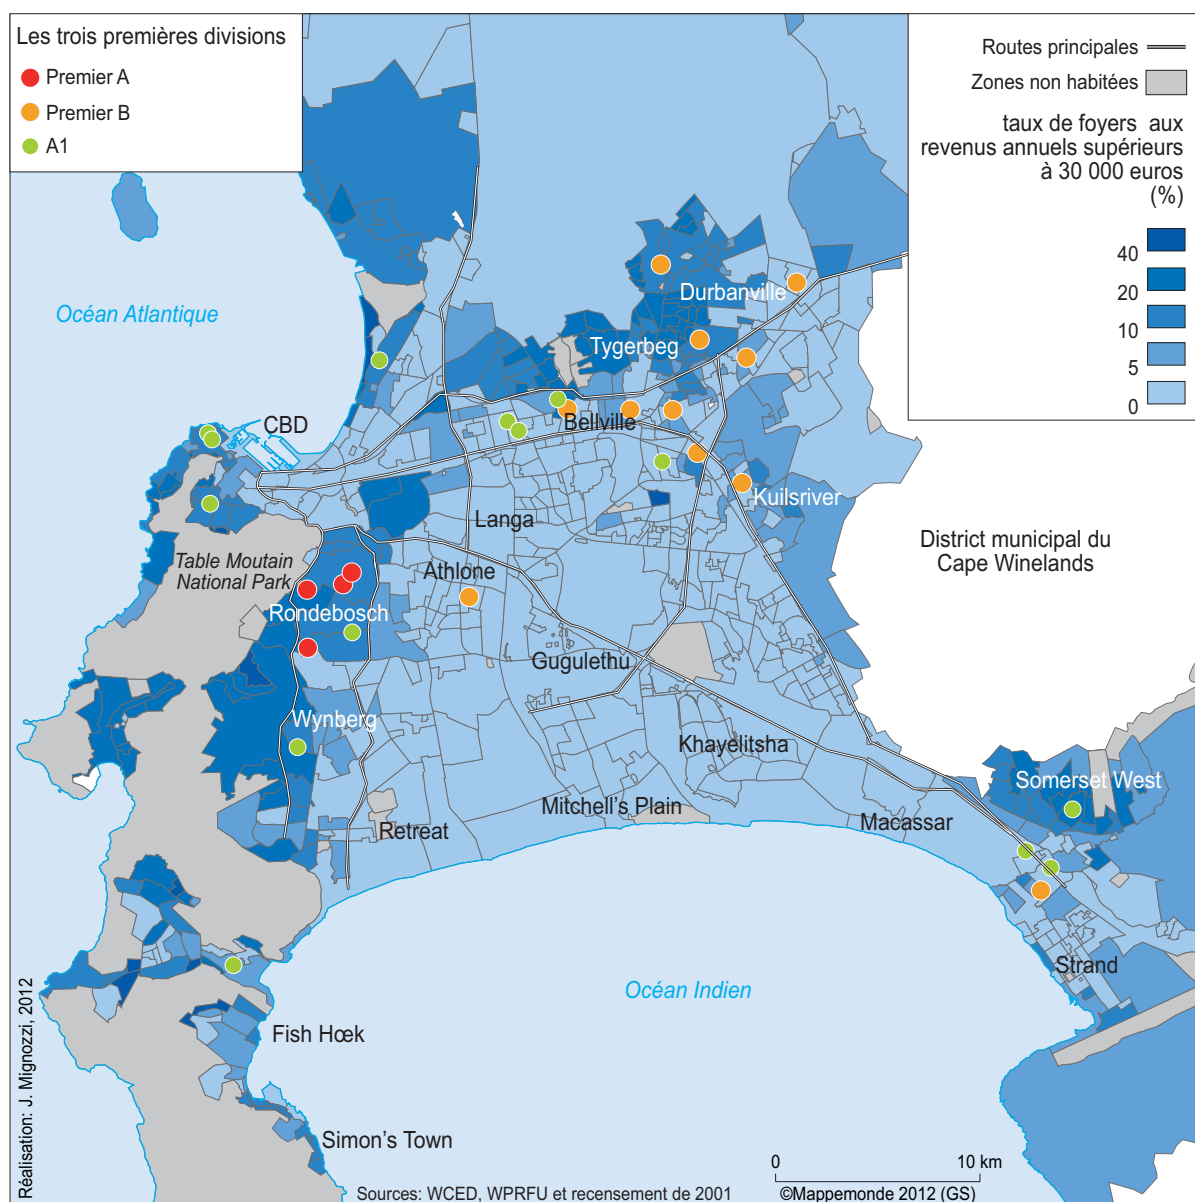 Les trois premières divisions
Premier A
Premier B
A1
Routes principales
Zones non habitées
taux de foyers aux
revenus annuels supérieurs
à 30 000 euros
(%)
40
20
10
5
0
Océan Atlantique
Durbanville
Tygerbeg
Bellville
CBD
Kuilsriver
Langa
District municipal du
Cape Winelands
Table Moutain
National Park
Athlone
Rondebosch
Gugulethu
Wynberg
Khayelitsha
Somerset West
Mitchell's Plain
Macassar
Retreat
Strand
Océan Indien
Fish Hœk
Simon's Town
0 10 km
Réalisation: J. Mignozzi, 2012
Sources: WCED, WPRFU et recensement de 2001
©Mappemonde 2012 (GS)